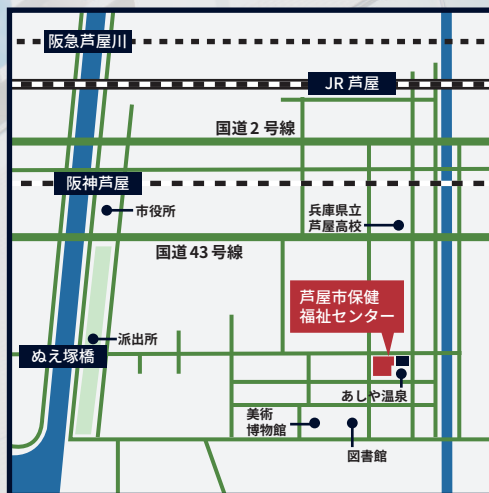 阪急芦屋川
JR 芦屋
国道2号線
阪神芦屋
市役所
兵庫県立
芦屋高校
国道43号線
芦屋市保健
福祉センター
派出所
ぬえ塚橋
あしや温泉
美術
博物館
図書館